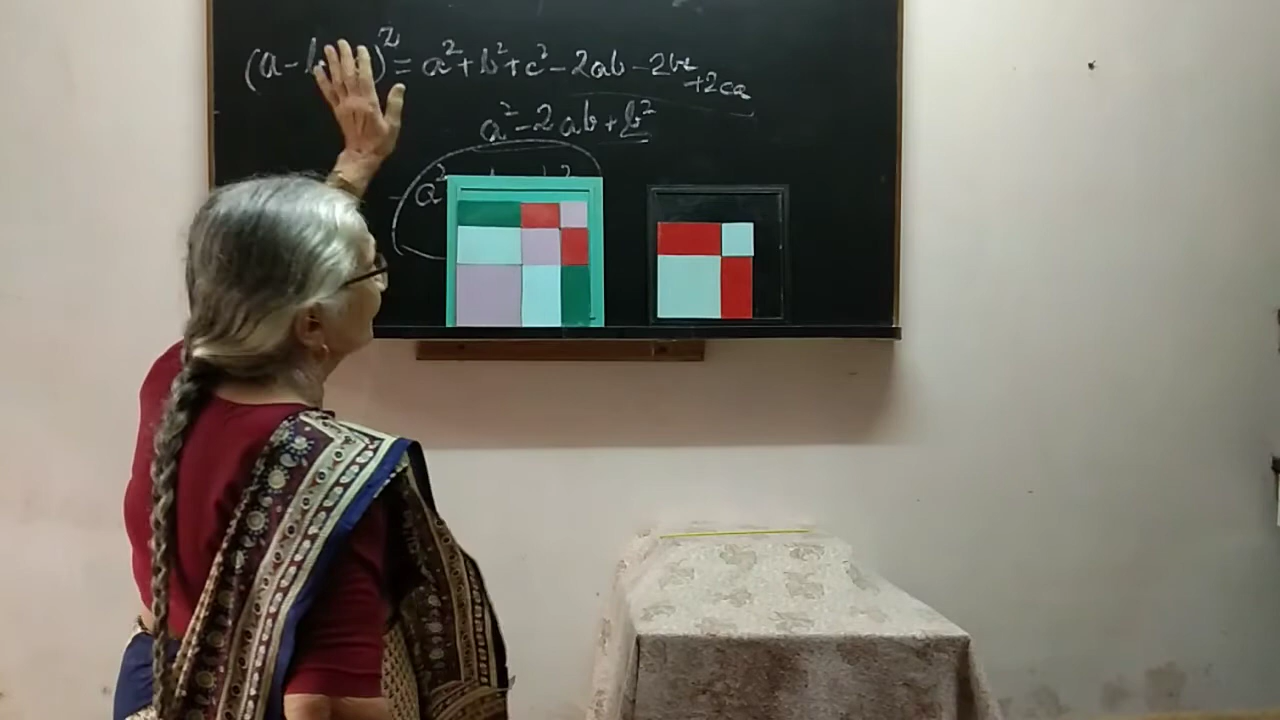 (a - b )² = a² + b² + c² - 2ab - 2bc + 2ca
a² - 2ab + b²
- a²